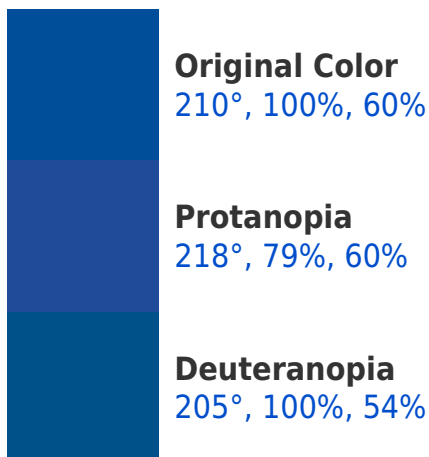 Original Color
210°, 100%, 60%
Protanopia
218°, 79%, 60%
Deuteranopia
205°, 100%, 54%